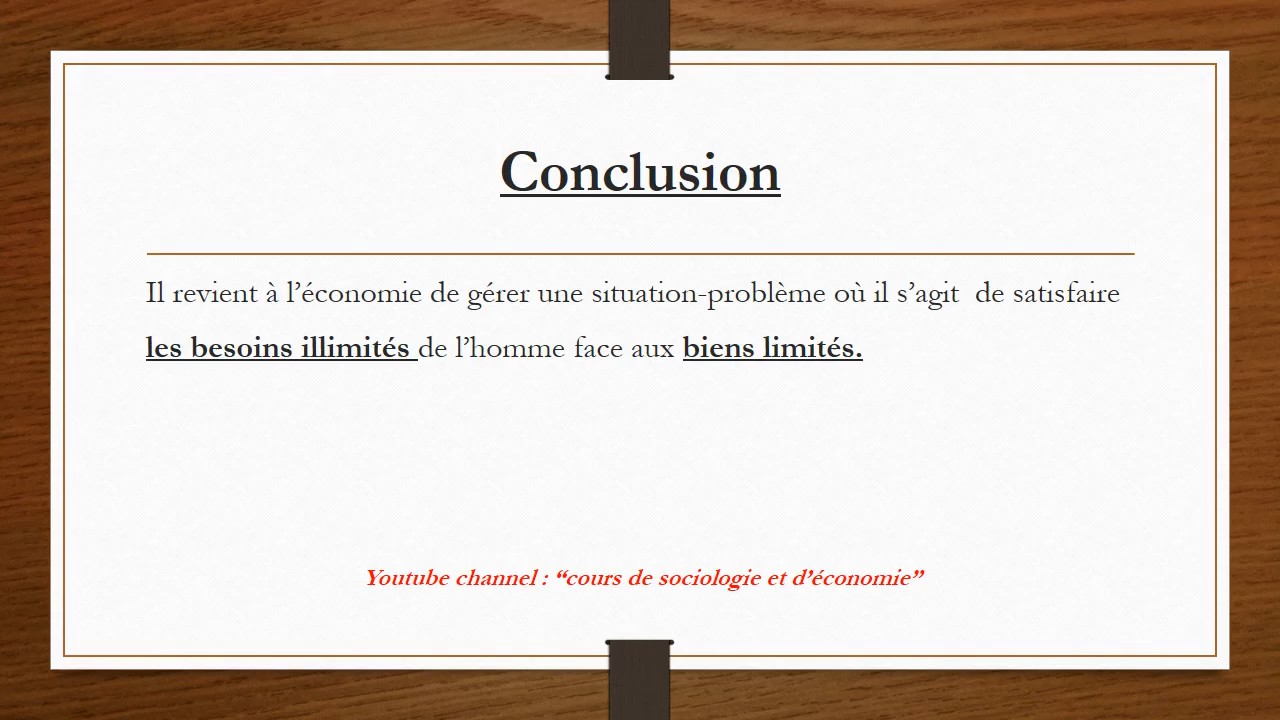 Conclusion
Il revient à l’économie de gérer une situation-problème où il s’agit  de satisfaire
les besoins illimités de l’homme face aux biens limités.
Youtube channel : “cours de sociologie et d’économie”